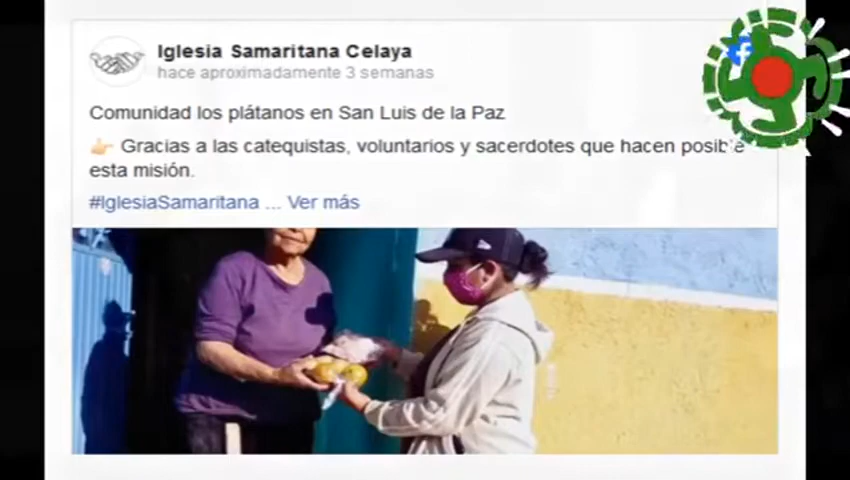 Iglesia Samaritana Celaya
hace aproximadamente 3 semanas
Comunidad los plátanos en San Luis de la Paz
👉 Gracias a las catequistas, voluntarios y sacerdotes que hacen posible
esta misión.
#IglesiaSamaritana ... Ver más